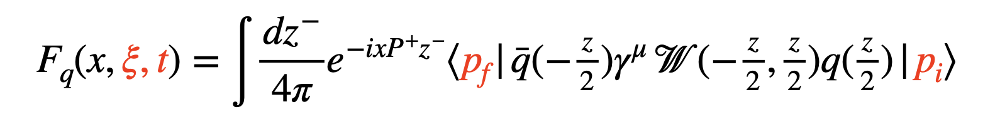 F_q(x, ξ, t) = ∫ dz⁻/4π e^{−ixP⁺z⁻} ⟨p_f | q̄(−z/2)γ^μ 𝒲(−z/2, z/2)q(z/2) | p_i⟩